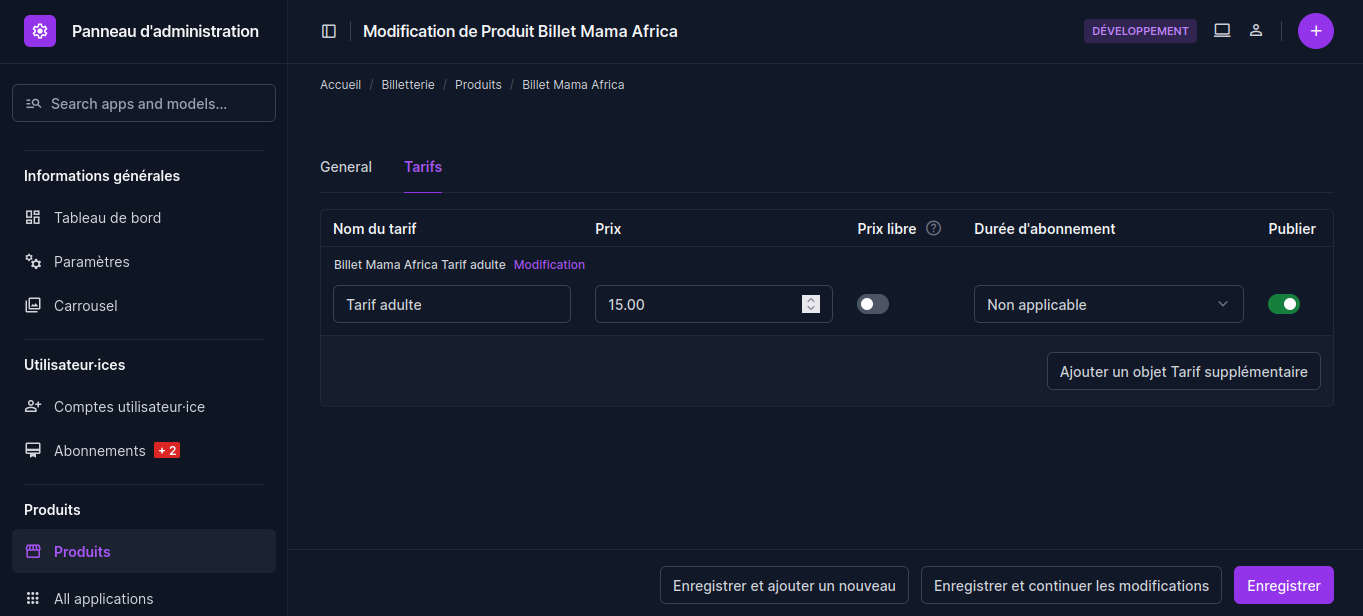 Panneau d'administration
Modification de Produit Billet Mama Africa
DÉVELOPPEMENT
Search apps and models...
Accueil / Billetterie / Produits / Billet Mama Africa
Informations générales
Tableau de bord
Paramètres
Carrousel
Utilisateur·ices
Comptes utilisateur·ice
Abonnements + 2
Produits
Produits
All applications
General Tarifs
Nom du tarif Prix Prix libre ? Durée d'abonnement Publier
Billet Mama Africa Tarif adulte Modification
Tarif adulte 15.00 Non applicable
Ajouter un objet Tarif supplémentaire
Enregistrer et ajouter un nouveau Enregistrer et continuer les modifications Enregistrer